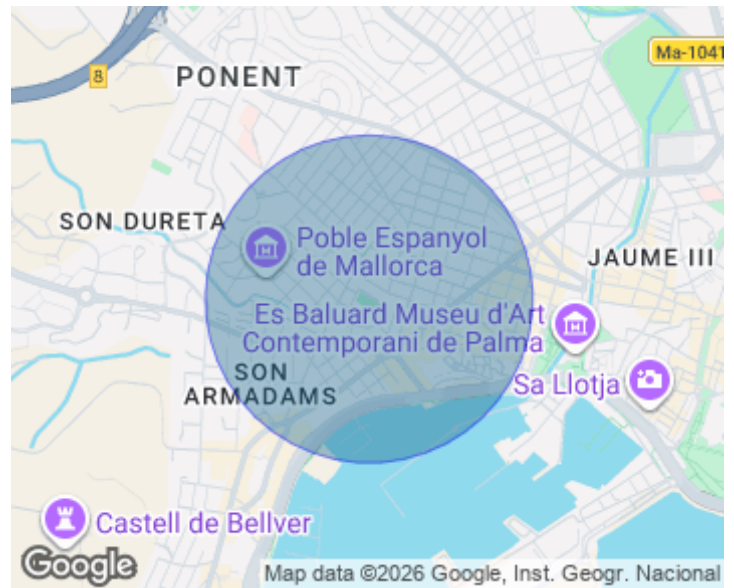 Ma-1041
8
PONENT
SON DURETA
Poble Espanyol
de Mallorca
JAUME III
Es Baluard Museu d'Art
Contemporani de Palma
Sa Llotja
SON
ARMADAMS
Castell de Bellver
Google
Map data ©2026 Google, Inst. Geogr. Nacional